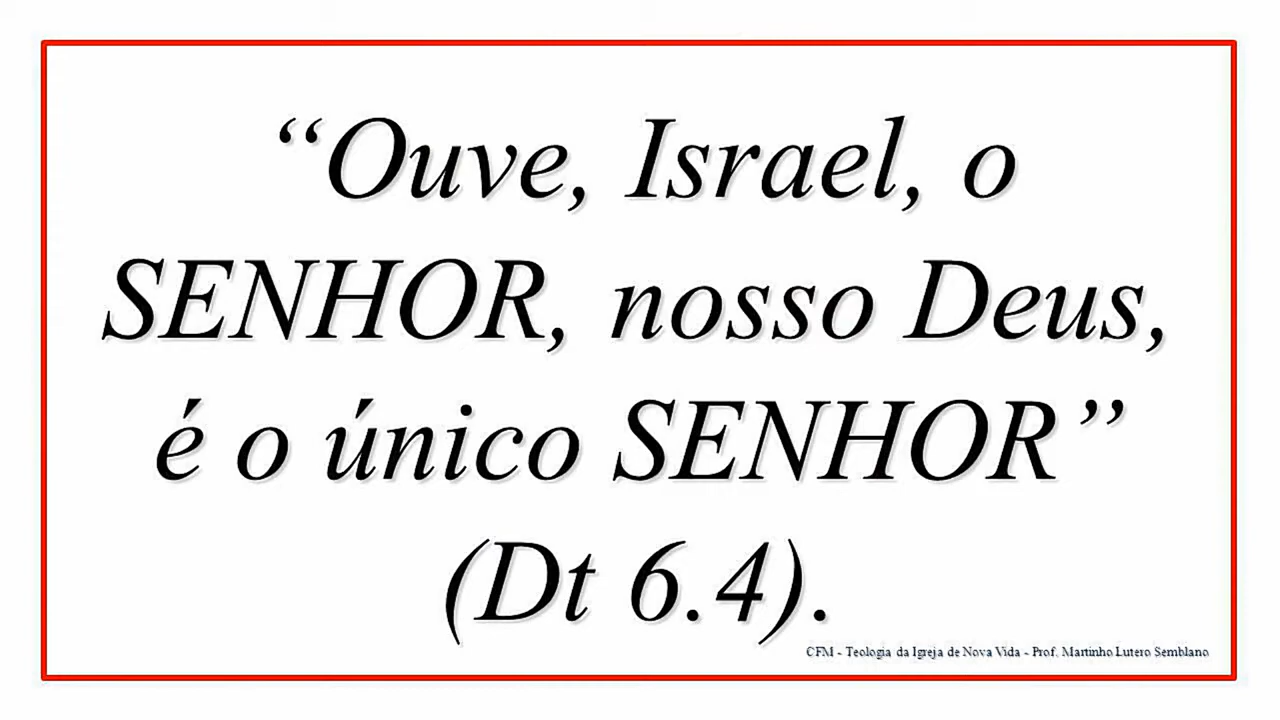 “Ouve, Israel, o
SENHOR, nosso Deus,
é o único SENHOR”
(Dt 6.4).
CFM - Teologia da Igreja de Nova Vida - Prof. Martinho Lutero Semblano